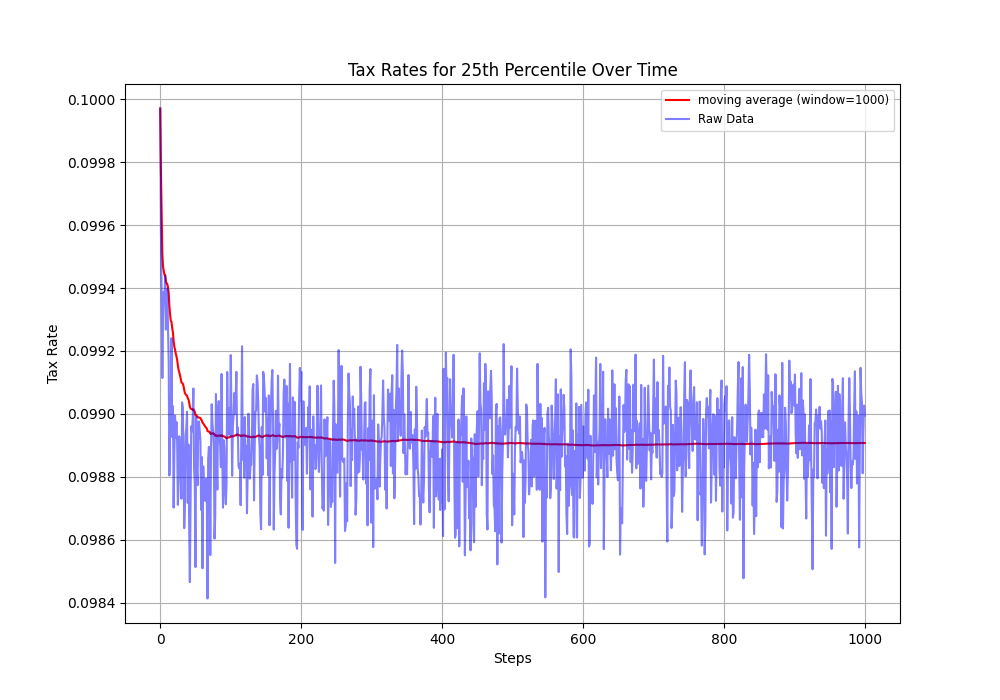 Tax Rates for 25th Percentile Over Time
moving average (window=1000)
Raw Data
0.1000
0.0998
0.0996
0.0994
0.0992
0.0990
0.0988
0.0986
0.0984
Tax Rate
0 200 400 600 800 1000
Steps